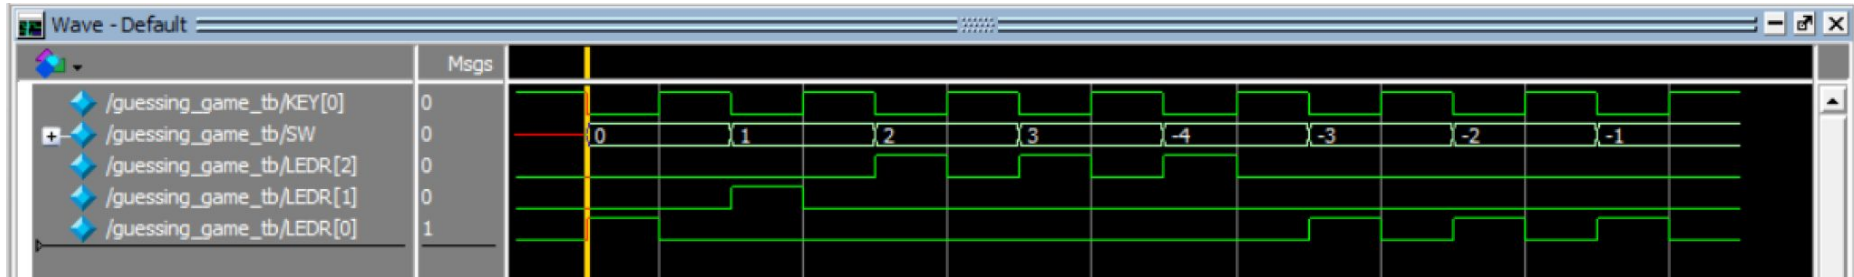 Wave - Default
Msgs
/guessing_game_tb/KEY[0] 0
/guessing_game_tb/SW 0 0 1 2 3 -4 -3 -2 -1
/guessing_game_tb/LEDR[2] 0
/guessing_game_tb/LEDR[1] 0
/guessing_game_tb/LEDR[0] 1